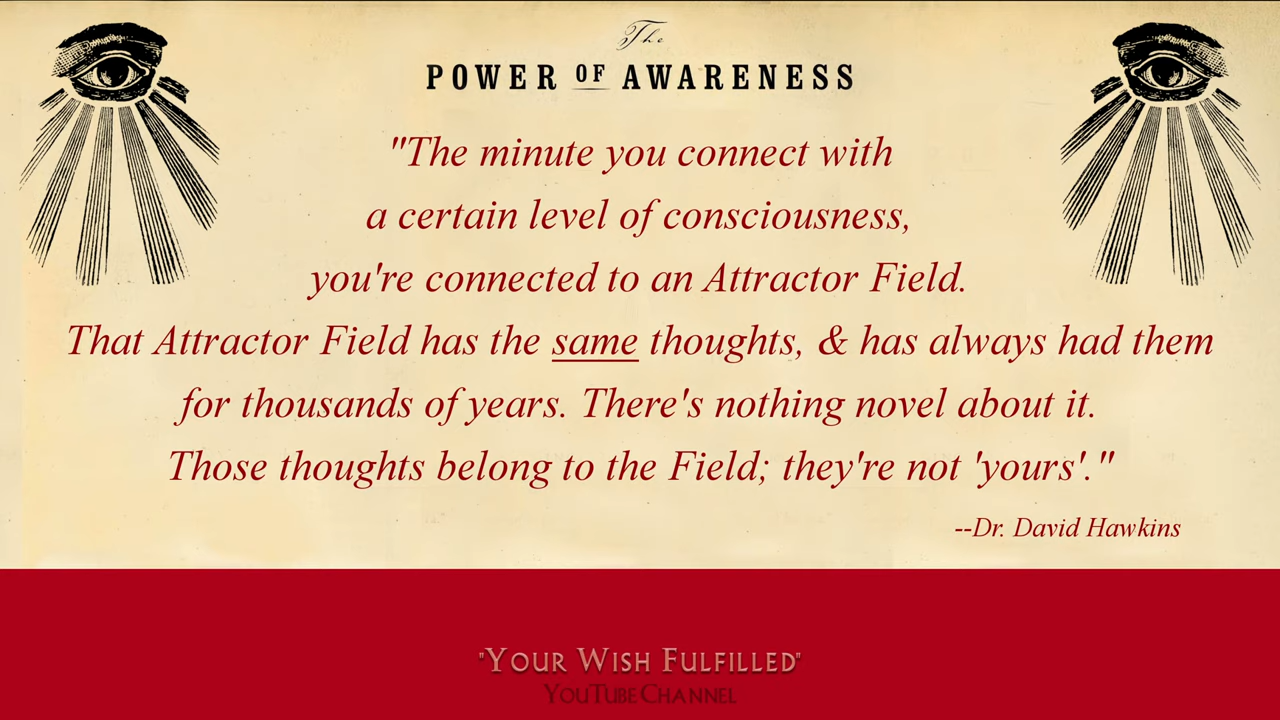 The
POWER OF AWARENESS
"The minute you connect with
a certain level of consciousness,
you're connected to an Attractor Field.
That Attractor Field has the same thoughts, & has always had them
for thousands of years. There's nothing novel about it.
Those thoughts belong to the Field; they're not 'yours'."
--Dr. David Hawkins
"Your Wish Fulfilled"
YouTube Channel